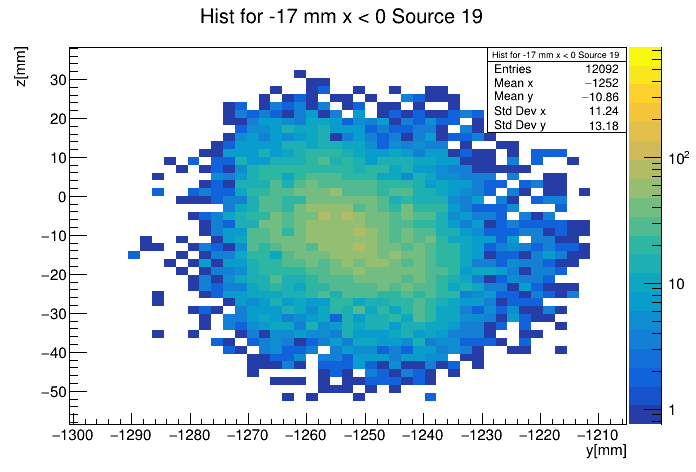 Hist for -17 mm x < 0 Source 19
z[mm]
Hist for -17 mm x < 0 Source 19
Entries 12092
Mean x −1252
Mean y −10.86
Std Dev x 11.24
Std Dev y 13.18
30
20
10
0
−10
−20
−30
−40
−50
10²
10
1
−1300 −1290 −1280 −1270 −1260 −1250 −1240 −1230 −1220 −1210
y[mm]